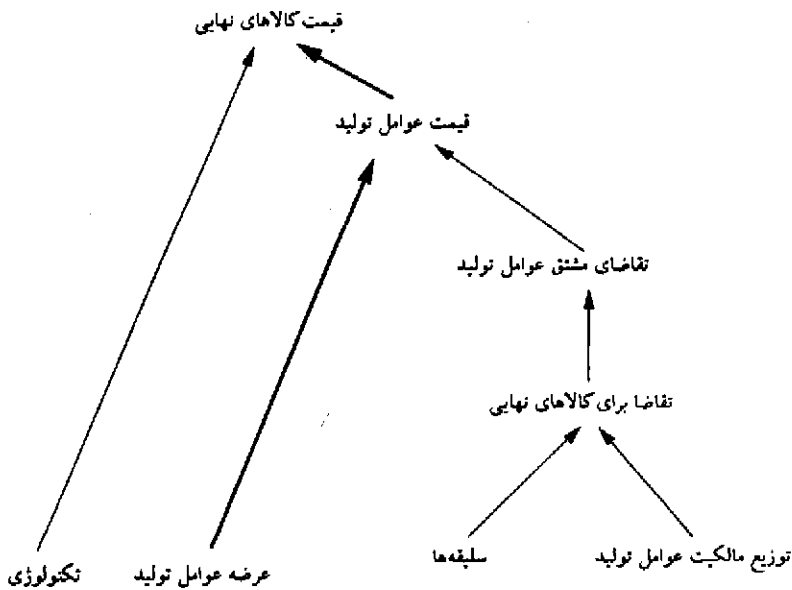 قیمت کالاهای نهایی
قیمت عوامل تولید
تقاضای مشتق عوامل تولید
تقاضا برای کالاهای نهایی
توزیع مالکیت عوامل تولید
سلیقه‌ها
عرضه عوامل تولید
تکنولوژی